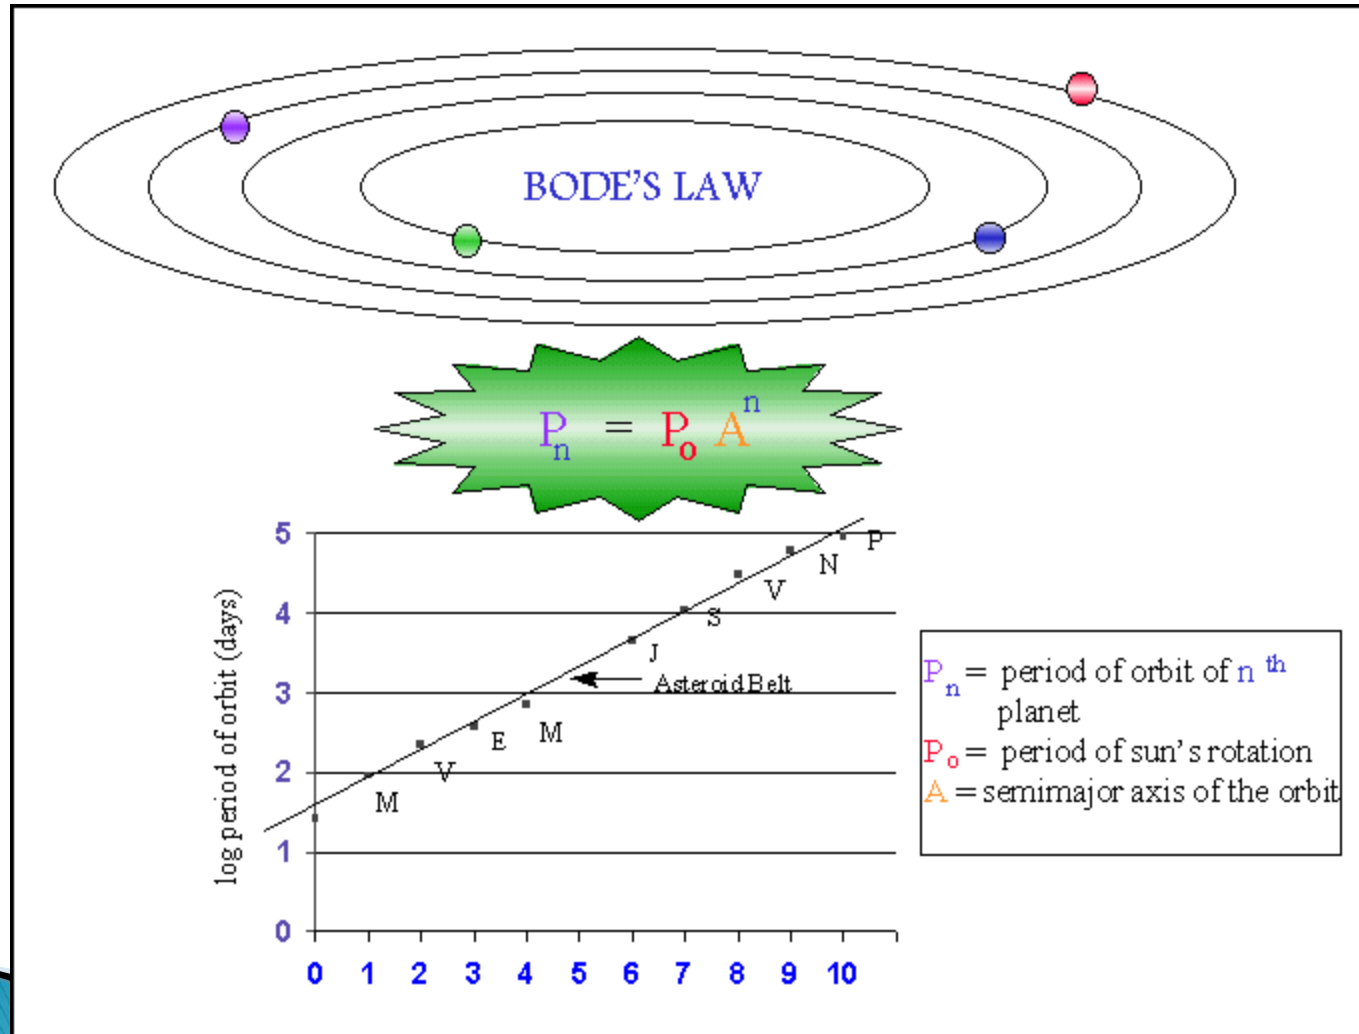 BODE'S LAW
Pn = Po A^n
log period of orbit (days)
5
4
3
2
1
0
P
N
V
S
J
Asteroid Belt
M
E
V
M
0 1 2 3 4 5 6 7 8 9 10
Pn = period of orbit of n th
planet
Po = period of sun's rotation
A = semimajor axis of the orbit